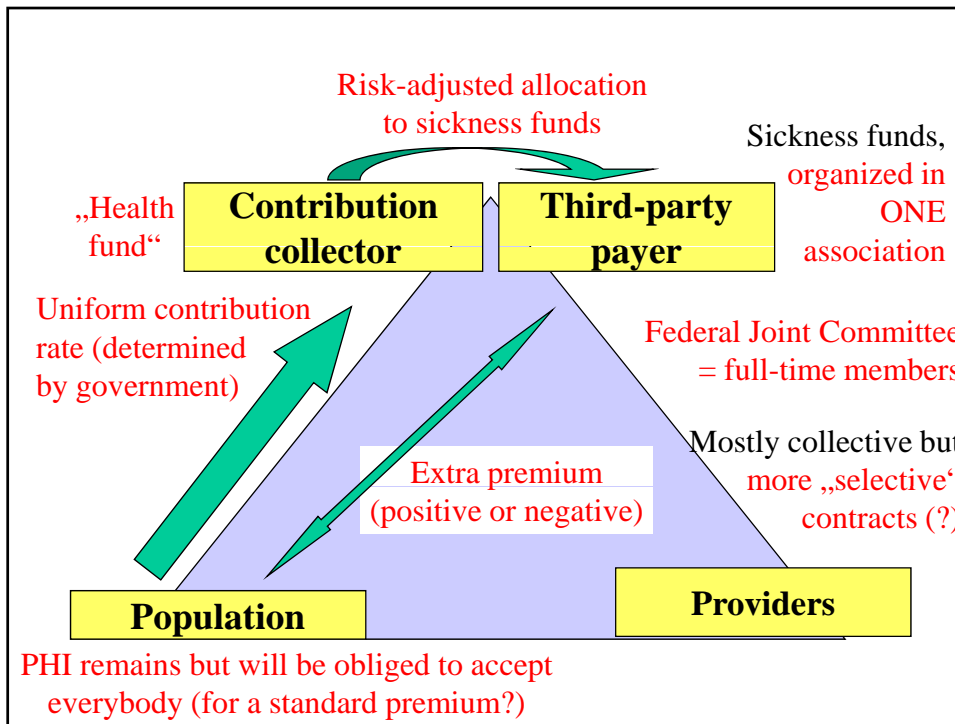 Risk-adjusted allocation
to sickness funds
Sickness funds,
organized in
ONE
association
„Health
fund“
Contribution
collector
Third-party
payer
Uniform contribution
rate (determined
by government)
Federal Joint Committee
= full-time members
Mostly collective but
more „selective“
contracts (?)
Extra premium
(positive or negative)
Population
Providers
PHI remains but will be obliged to accept
everybody (for a standard premium?)